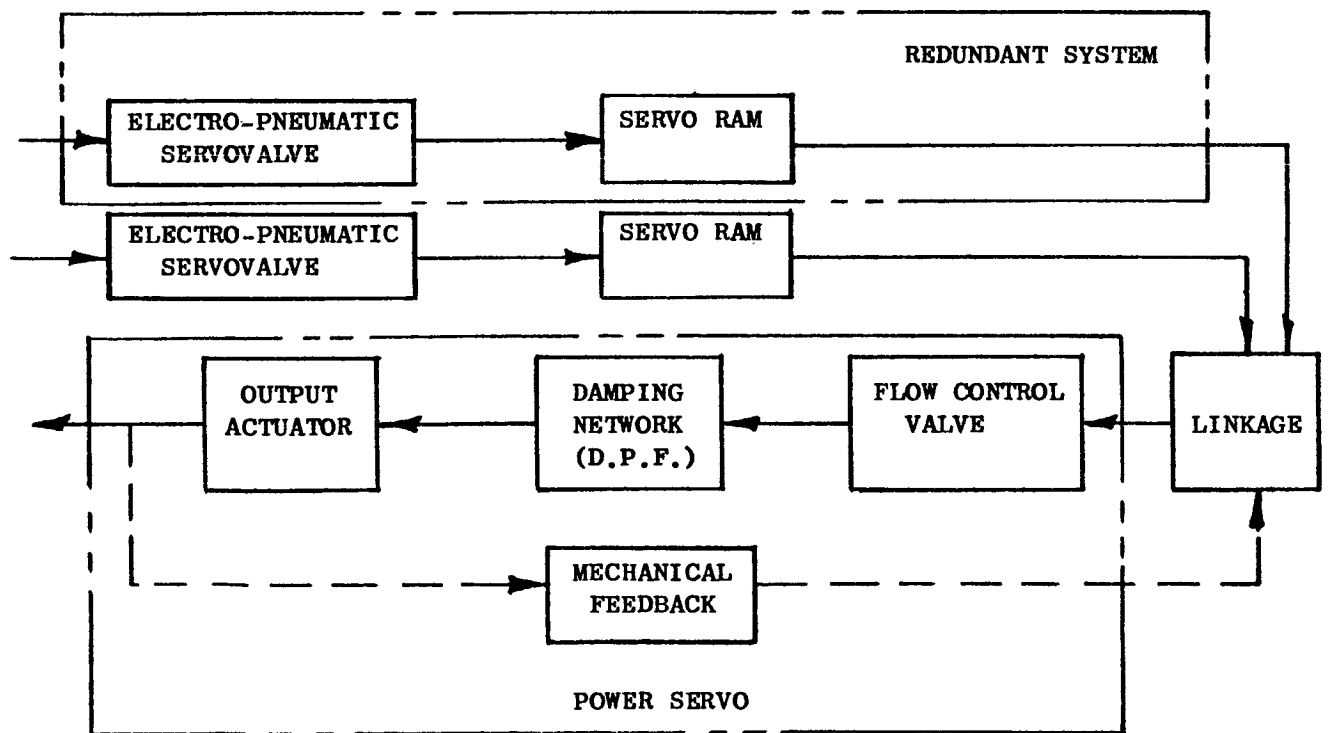 REDUNDANT SYSTEM
ELECTRO-PNEUMATIC
SERVOVALVE
SERVO RAM
ELECTRO-PNEUMATIC
SERVOVALVE
SERVO RAM
OUTPUT
ACTUATOR
DAMPING
NETWORK
(D.P.F.)
FLOW CONTROL
VALVE
LINKAGE
MECHANICAL
FEEDBACK
POWER SERVO